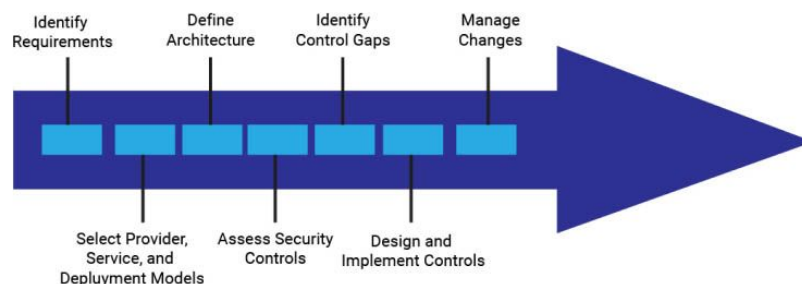 Identify
Requirements
Define
Architecture
Identify
Control Gaps
Manage
Changes
Select Provider,
Service, and
Deployment Models
Assess Security
Controls
Design and
Implement Controls